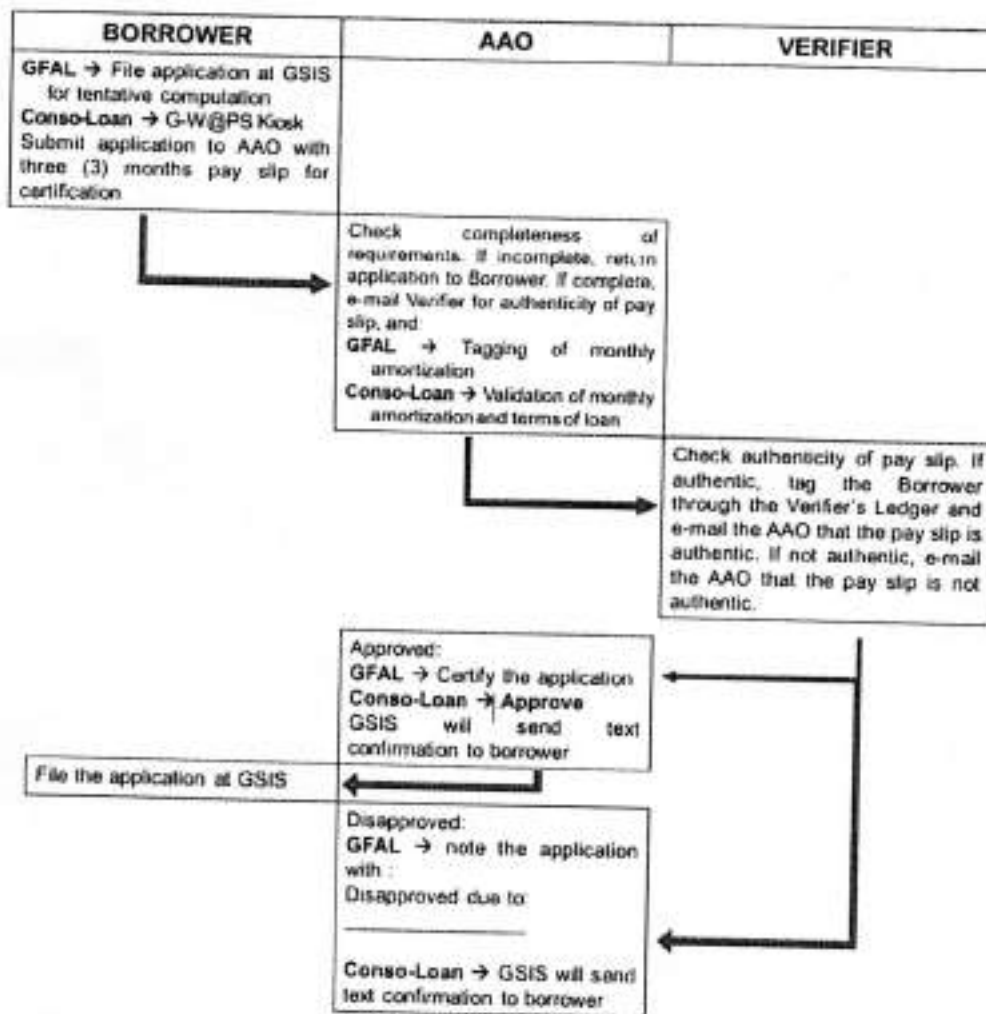 BORROWER
AAO
VERIFIER
GFAL → File application at GSIS
for tentative computation
Conso-Loan → G-W@PS Kiosk
Submit application to AAO with
three (3) months pay slip for
certification
Check completeness of
requirements. If incomplete, return
application to Borrower. If complete,
e-mail Verifier for authenticity of pay
slip, and:
GFAL → Tagging of monthly
amortization
Conso-Loan → Validation of monthly
amortization and terms of loan
Check authenticity of pay slip. If
authentic, tag the Borrower
through the Verifier's Ledger and
e-mail the AAO that the pay slip is
authentic. If not authentic, e-mail
the AAO that the pay slip is not
authentic.
Approved:
GFAL → Certify the application
Conso-Loan → Approve
GSIS will send text
confirmation to borrower
File the application at GSIS
Disapproved:
GFAL → note the application
with :
Disapproved due to:
Conso-Loan → GSIS will send
text confirmation to borrower